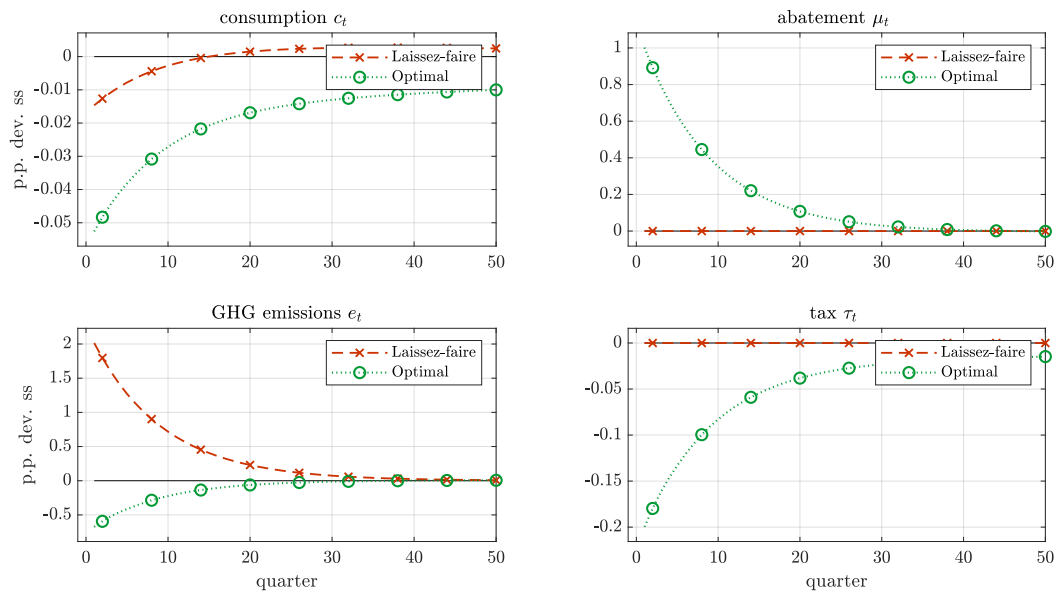 consumption c_t
0
-0.01
-0.02
-0.03
-0.04
-0.05
p.p. dev. ss
0 10 20 30 40 50
Laissez-faire
Optimal
abatement μ_t
1
0.8
0.6
0.4
0.2
0
0 10 20 30 40 50
Laissez-faire
Optimal
GHG emissions e_t
2
1.5
1
0.5
0
-0.5
p.p. dev. ss
0 10 20 30 40 50
quarter
Laissez-faire
Optimal
tax τ_t
0
-0.05
-0.1
-0.15
-0.2
0 10 20 30 40 50
quarter
Laissez-faire
Optimal